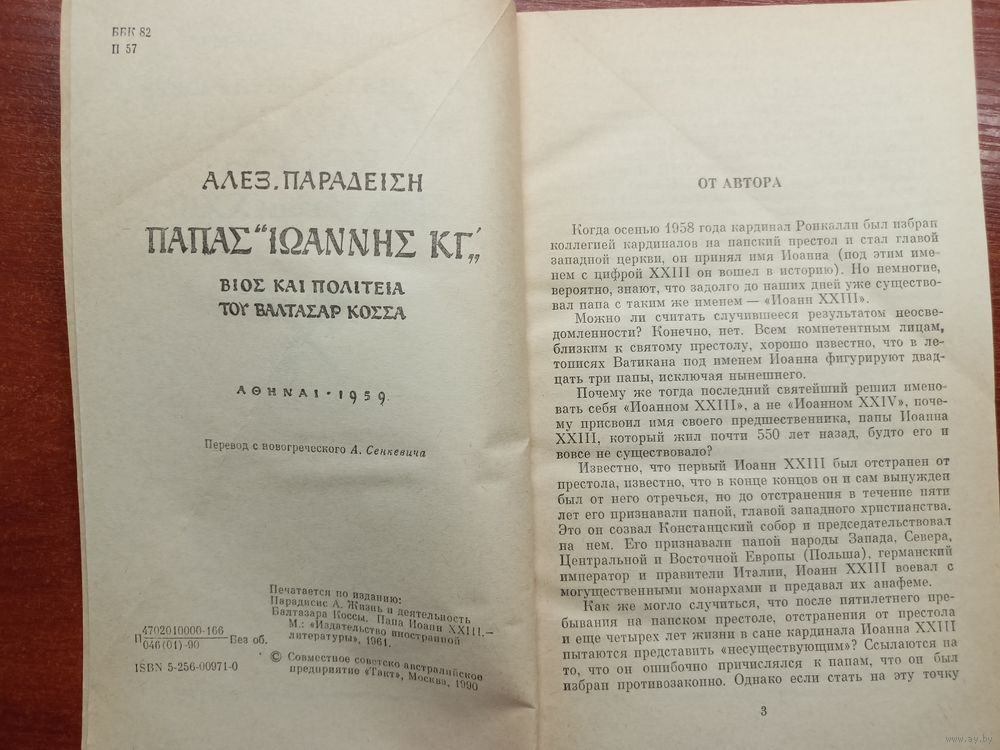 ББК 82
П 57
ΑΛΕΞ. ΠΑΡΑΔΕΙΣΗ
ΠΑΠΑΣ "ΙΩΑΝΝΗΣ ΚΓ΄„
ΒΙΟΣ ΚΑΙ ΠΟΛΙΤΕΙΑ
ΤΟΥ ΒΑΛΤΑΣΑΡ ΚΟΣΣΑ
ΑΘΗΝΑΙ · 1959
Перевод с новогреческого А. Сенкевича
Печатается по изданию:
Парадисис А. Жизнь и деятельность
Балтазара Коссы. Папа Иоанн XXIII.—
М.: «Издательство иностранной
литературы», 1961.
П 4702010000-166 Без об.
046(01)-90
ISBN 5-256-00971-0
© Совместное советско австралийское
предприятие «Такт», Москва, 1990
ОТ АВТОРА
Когда осенью 1958 года кардинал Ронкалли был избран
коллегией кардиналов на папский престол и стал главой
западной церкви, он принял имя Иоанна (под этим име-
нем с цифрой XXIII он вошел в историю). Но немногие,
вероятно, знают, что задолго до наших дней уже существо-
вал папа с таким же именем — «Иоанн XXIII».
Можно ли считать случившееся результатом неосве-
домленности? Конечно, нет. Всем компетентным лицам,
близким к святому престолу, хорошо известно, что в ле-
тописях Ватикана под именем Иоанна фигурируют двад-
цать три папы, исключая нынешнего.
Почему же тогда последний святейший решил имено-
вать себя «Иоанном XXIII», а не «Иоанном XXIV», поче-
му присвоил имя своего предшественника, папы Иоанна
XXIII, который жил почти 550 лет назад, будто его и
вовсе не существовало?
Известно, что первый Иоанн XXIII был отстранен от
престола, известно, что в конце концов он и сам вынужден
был от него отречься, но до отстранения в течение пяти
лет его признавали папой, главой западного христианства.
Это он созвал Констанцский собор и председательствовал
на нем. Его признавали папой народы Запада, Севера,
Центральной и Восточной Европы (Польша), германский
император и правители Италии, Иоанн XXIII воевал с
могущественными монархами и предавал их анафеме.
Как же могло случиться, что после пятилетнего пре-
бывания на папском престоле, отстранения от престола
и еще четырех лет жизни в сане кардинала Иоанна XXIII
пытаются представить «несуществующим»? Ссылаются на
то, что он ошибочно причислялся к папам, что он был
избран противозаконно. Однако если стать на эту точку
3
www.ay.by